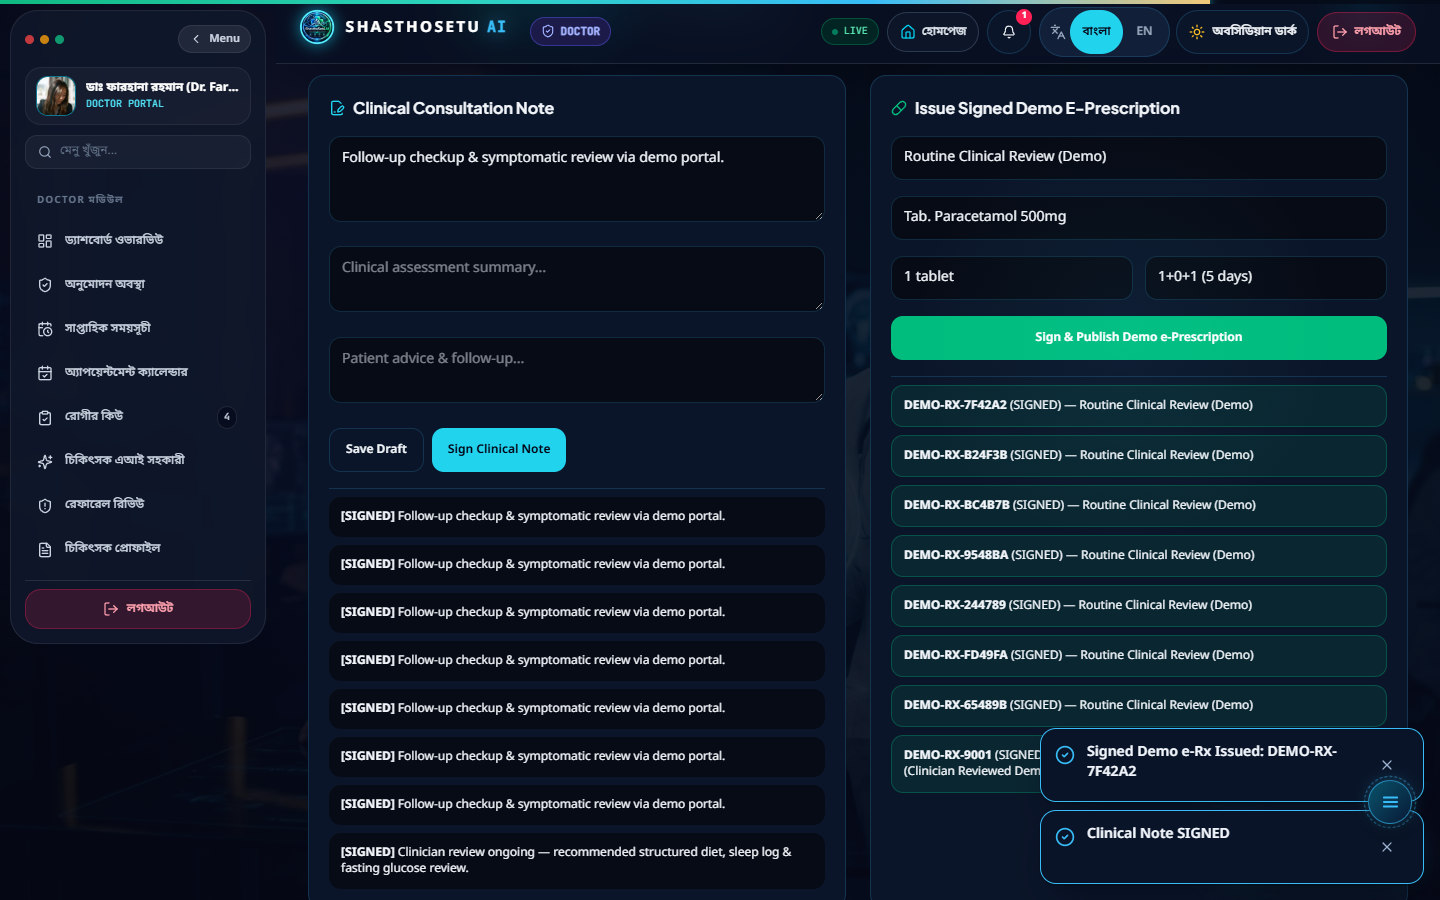 Menu
ডাঃ ফারহানা রহমান (Dr. Far...
DOCTOR PORTAL
মেনু খুঁজুন...
DOCTOR মডিউল
ড্যাশবোর্ড ওভারভিউ
অনুমোদন অবস্থা
সাপ্তাহিক সময়সূচী
অ্যাপয়েন্টমেন্ট ক্যালেন্ডার
রোগীর কিউ
4
চিকিৎসক এআই সহকারী
রেফারেল রিভিউ
চিকিৎসক প্রোফাইল
লগআউট
SHASTHOSETU AI
DOCTOR
LIVE
হোমপেজ
1
বাংলা
EN
অবসিডিয়ান ডার্ক
লগআউট
Clinical Consultation Note
Follow-up checkup & symptomatic review via demo portal.
Clinical assessment summary...
Patient advice & follow-up...
Save Draft
Sign Clinical Note
[SIGNED] Follow-up checkup & symptomatic review via demo portal.
[SIGNED] Follow-up checkup & symptomatic review via demo portal.
[SIGNED] Follow-up checkup & symptomatic review via demo portal.
[SIGNED] Follow-up checkup & symptomatic review via demo portal.
[SIGNED] Follow-up checkup & symptomatic review via demo portal.
[SIGNED] Follow-up checkup & symptomatic review via demo portal.
[SIGNED] Follow-up checkup & symptomatic review via demo portal.
[SIGNED] Clinician review ongoing — recommended structured diet, sleep log &
fasting glucose review.
Issue Signed Demo E-Prescription
Routine Clinical Review (Demo)
Tab. Paracetamol 500mg
1 tablet
1+0+1 (5 days)
Sign & Publish Demo e-Prescription
DEMO-RX-7F42A2 (SIGNED) — Routine Clinical Review (Demo)
DEMO-RX-B24F3B (SIGNED) — Routine Clinical Review (Demo)
DEMO-RX-BC4B7B (SIGNED) — Routine Clinical Review (Demo)
DEMO-RX-9548BA (SIGNED) — Routine Clinical Review (Demo)
DEMO-RX-244789 (SIGNED) — Routine Clinical Review (Demo)
DEMO-RX-FD49FA (SIGNED) — Routine Clinical Review (Demo)
DEMO-RX-65489B (SIGNED) — Routine Clinical Review (Demo)
DEMO-RX-9001 (SIGNED
(Clinician Reviewed Dem
Signed Demo e-Rx Issued: DEMO-RX-
7F42A2
Clinical Note SIGNED